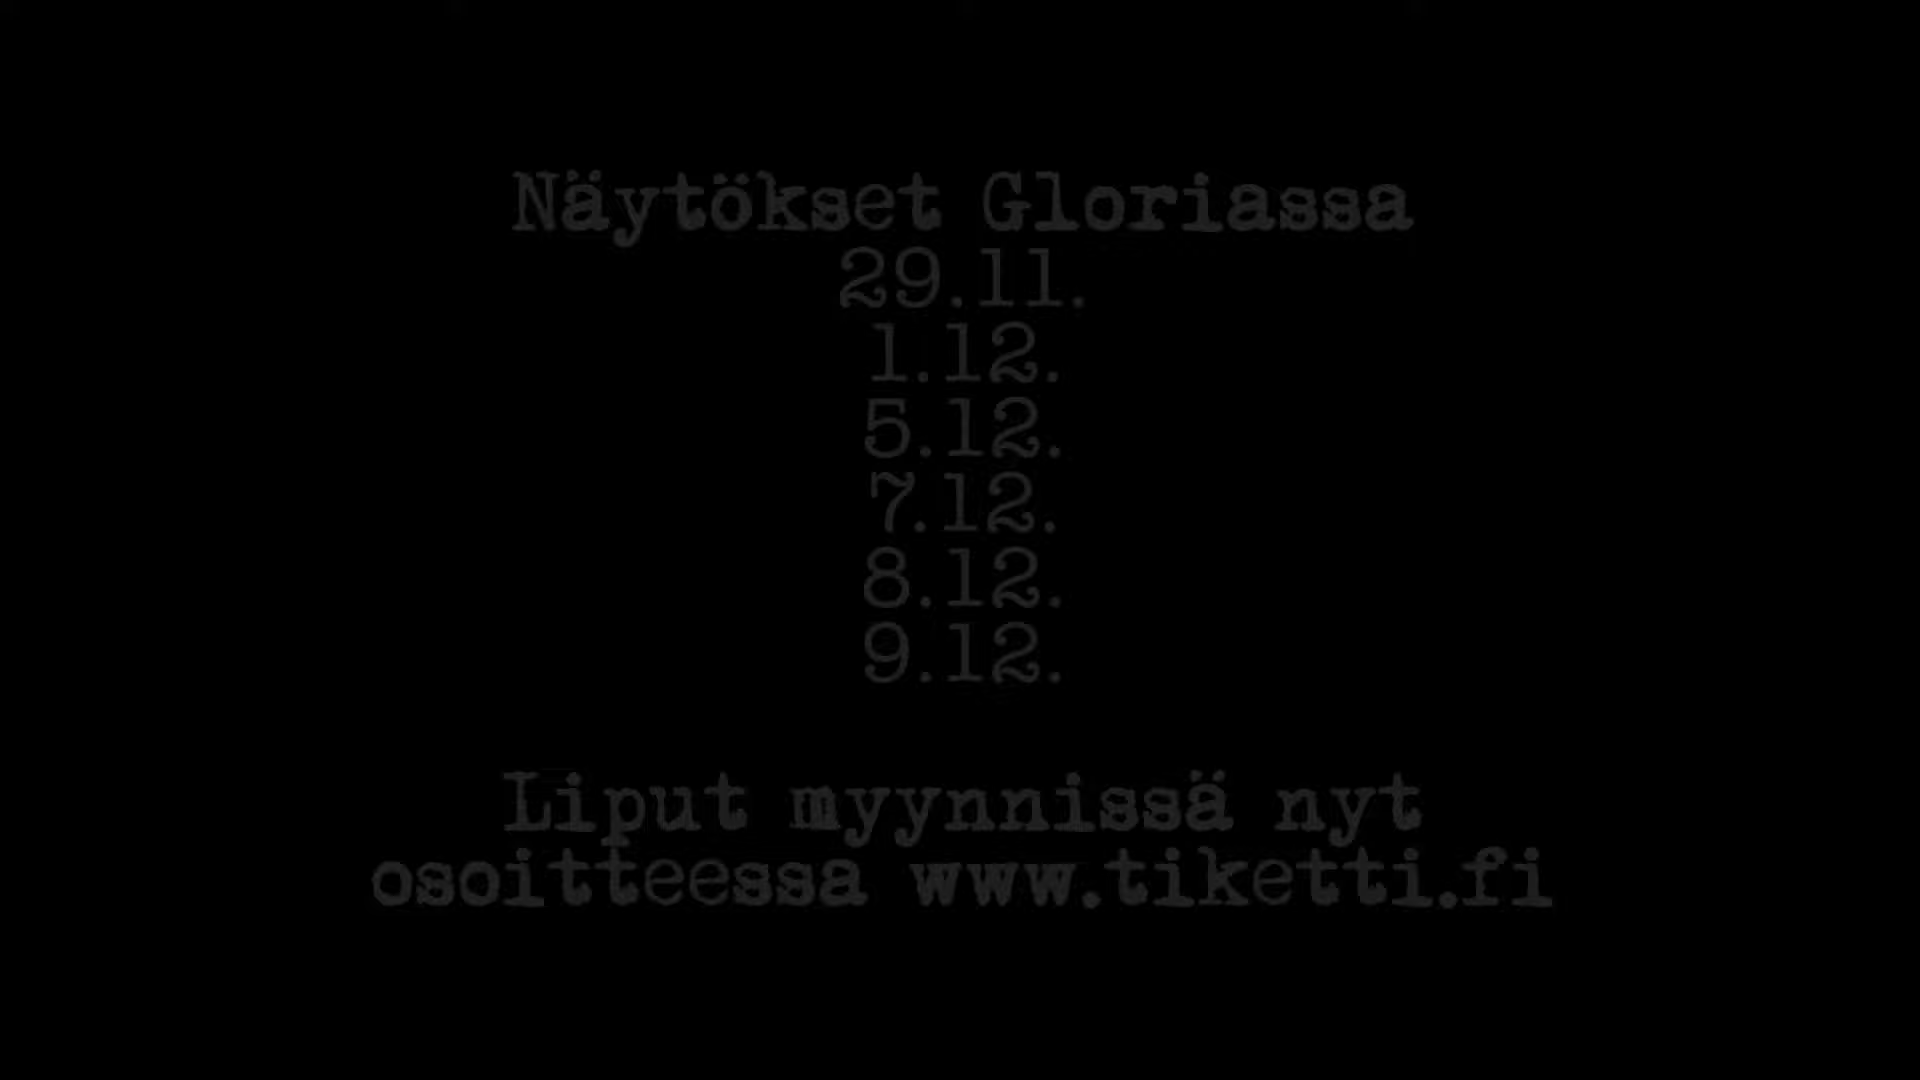 Näytökset Gloriassa
29.11.
1.12.
5.12.
7.12.
8.12.
9.12.
Liput myynnissä nyt
osoitteessa www.tiketti.fi